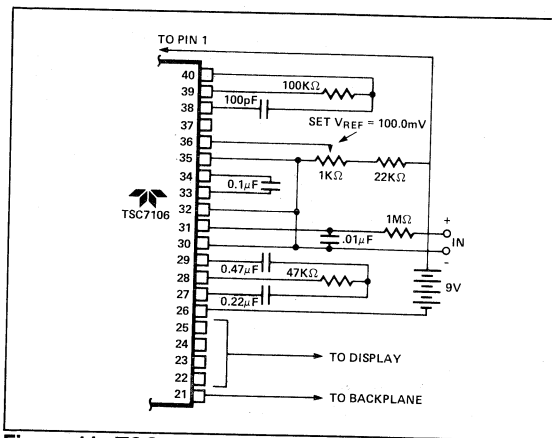 TO PIN 1
40
39
100KΩ
38
100pF
37
SET VREF = 100.0mV
36
35
1KΩ
22KΩ
34
0.1µF
33
TSC7106
32
31
1MΩ
+
.01µF
IN
30
-
29
0.47µF
47KΩ
28
9V
27
0.22µF
26
25
24
TO DISPLAY
23
22
21
TO BACKPLANE